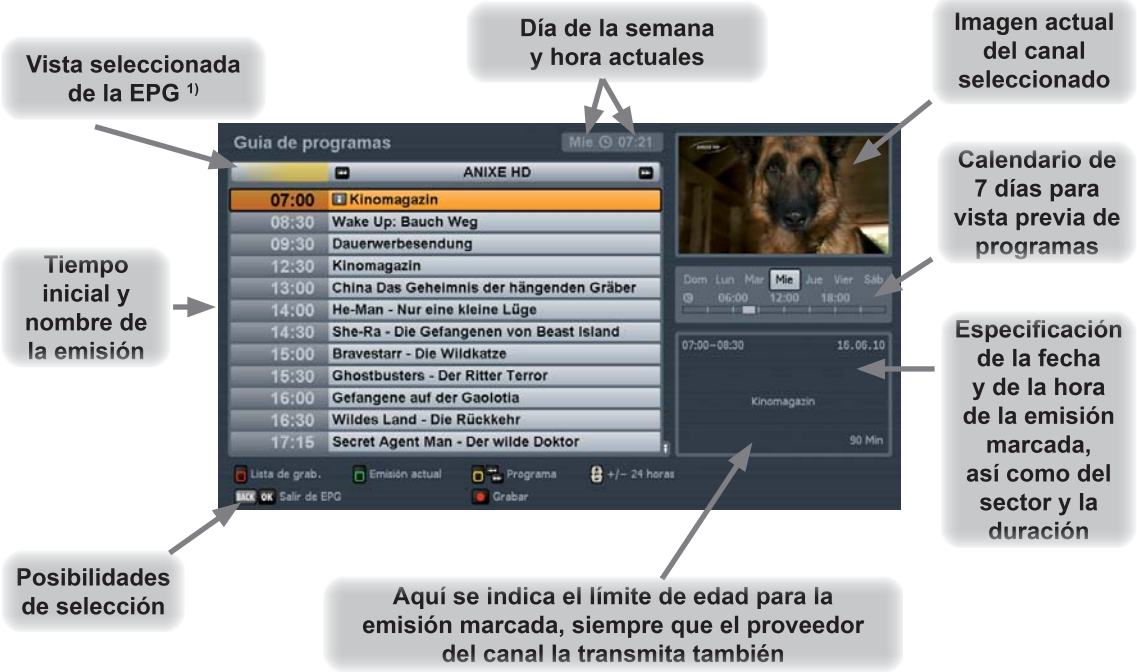 Vista seleccionada
de la EPG 1)
Día de la semana
y hora actuales
Imagen actual
del canal
seleccionado
Guia de programas
Mie 07:21
ANIXE HD
ANIXE HD
07:00 Kinomagazin
08:30 Wake Up: Bauch Weg
09:30 Dauerwerbesendung
12:30 Kinomagazin
13:00 China Das Geheimnis der hängenden Gräber
14:00 He-Man - Nur eine kleine Lüge
14:30 She-Ra - Die Gefangenen von Beast Island
15:00 Bravestarr - Die Wildkatze
15:30 Ghostbusters - Der Ritter Terror
16:00 Gefangene auf der Gaolotia
16:30 Wildes Land - Die Rückkehr
17:15 Secret Agent Man - Der wilde Doktor
Lista de grab. Emisión actual Programa +/- 24 horas
BACK OK Salir de EPG Grabar
Dom Lun Mar Mie Jue Vier Sáb
06:00 12:00 18:00
07:00-08:30 16.06.10
Kinomagazin
90 Min
Calendario de
7 días para
vista previa de
programas
Tiempo
inicial y
nombre de
la emisión
Especificación
de la fecha
y de la hora
de la emisión
marcada,
así como del
sector y la
duración
Posibilidades
de selección
Aquí se indica el límite de edad para la
emisión marcada, siempre que el proveedor
del canal la transmita también